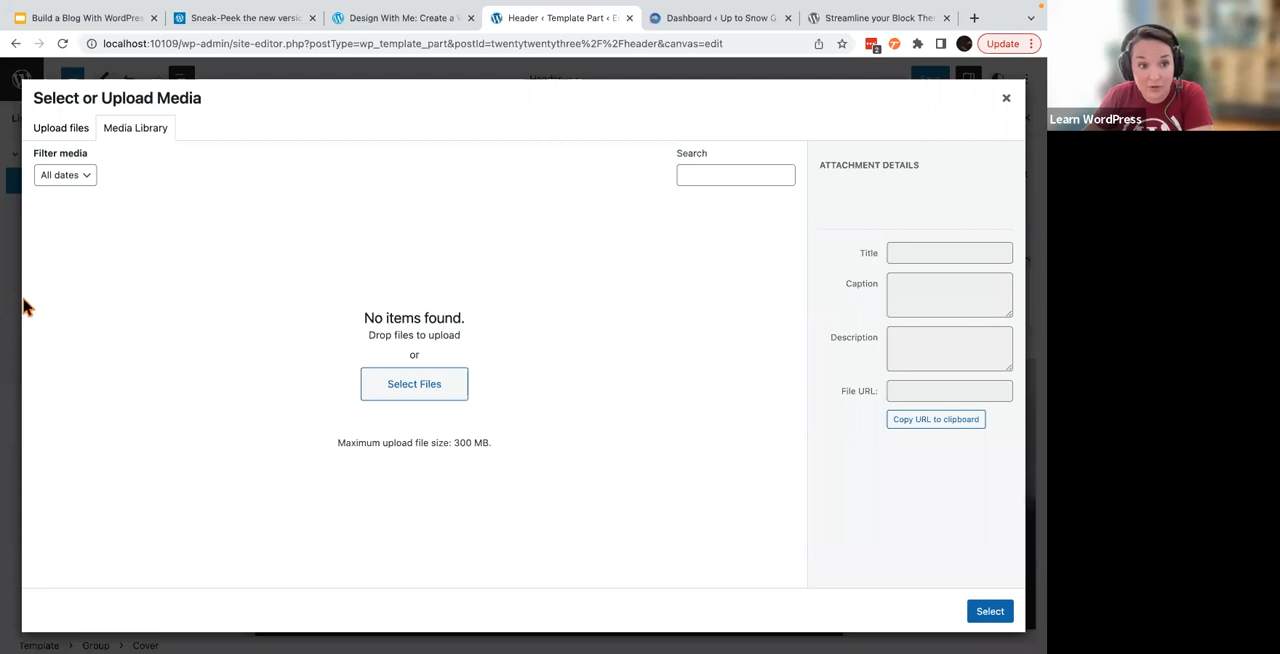 Build a Blog With WordPres
Sneak-Peek the new versio
Design With Me: Create a
Header ‹ Template Part ‹ E
Dashboard ‹ Up to Snow G
Streamline your Block The
localhost:10109/wp-admin/site-editor.php?postType=wp_template_part&postId=twentytwentythree%2F%2Fheader&canvas=edit
2
Update
Select or Upload Media
Upload files
Media Library
Filter media
All dates
Search
ATTACHMENT DETAILS
Title
Caption
Description
File URL:
Copy URL to clipboard
No items found.
Drop files to upload
or
Select Files
Maximum upload file size: 300 MB.
Select
Template > Group > Cover
Learn WordPress